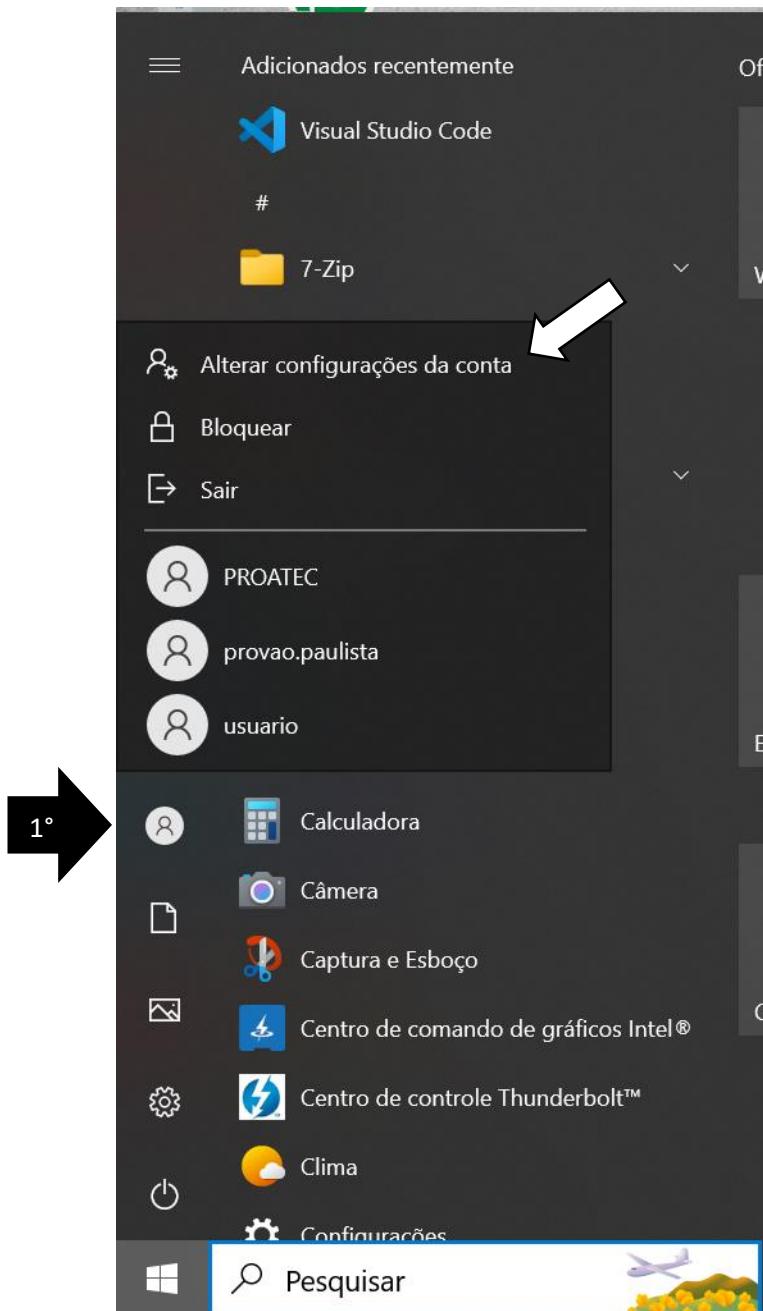 Adicionados recentemente
Of
Visual Studio Code
#
7-Zip
Alterar configurações da conta
Bloquear
Sair
PROATEC
provao.paulista
usuario
1°
Calculadora
Câmera
Captura e Esboço
Centro de comando de gráficos Intel®
Centro de controle Thunderbolt™
Clima
Configurações
Pesquisar